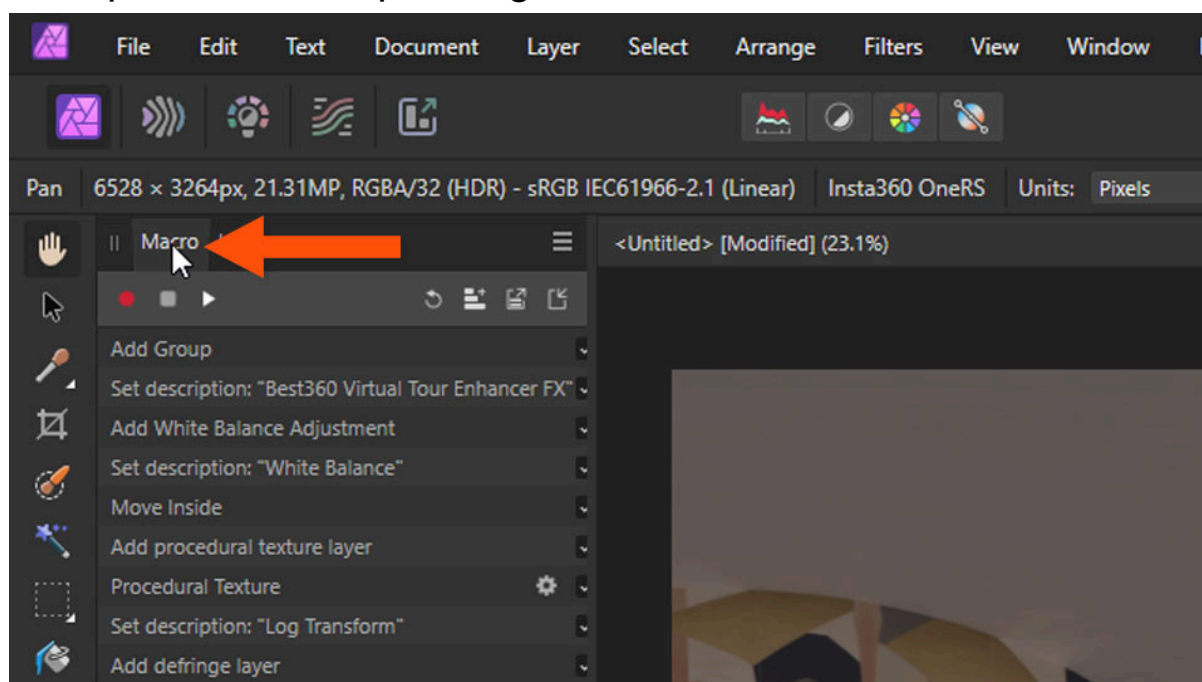 File Edit Text Document Layer Select Arrange Filters View Window
Pan 6528 × 3264px, 21.31MP, RGBA/32 (HDR) - sRGB IEC61966-2.1 (Linear) Insta360 OneRS Units: Pixels
Macro <Untitled> [Modified] (23.1%)
Add Group
Set description: "Best360 Virtual Tour Enhancer FX"
Add White Balance Adjustment
Set description: "White Balance"
Move Inside
Add procedural texture layer
Procedural Texture
Set description: "Log Transform"
Add defringe layer